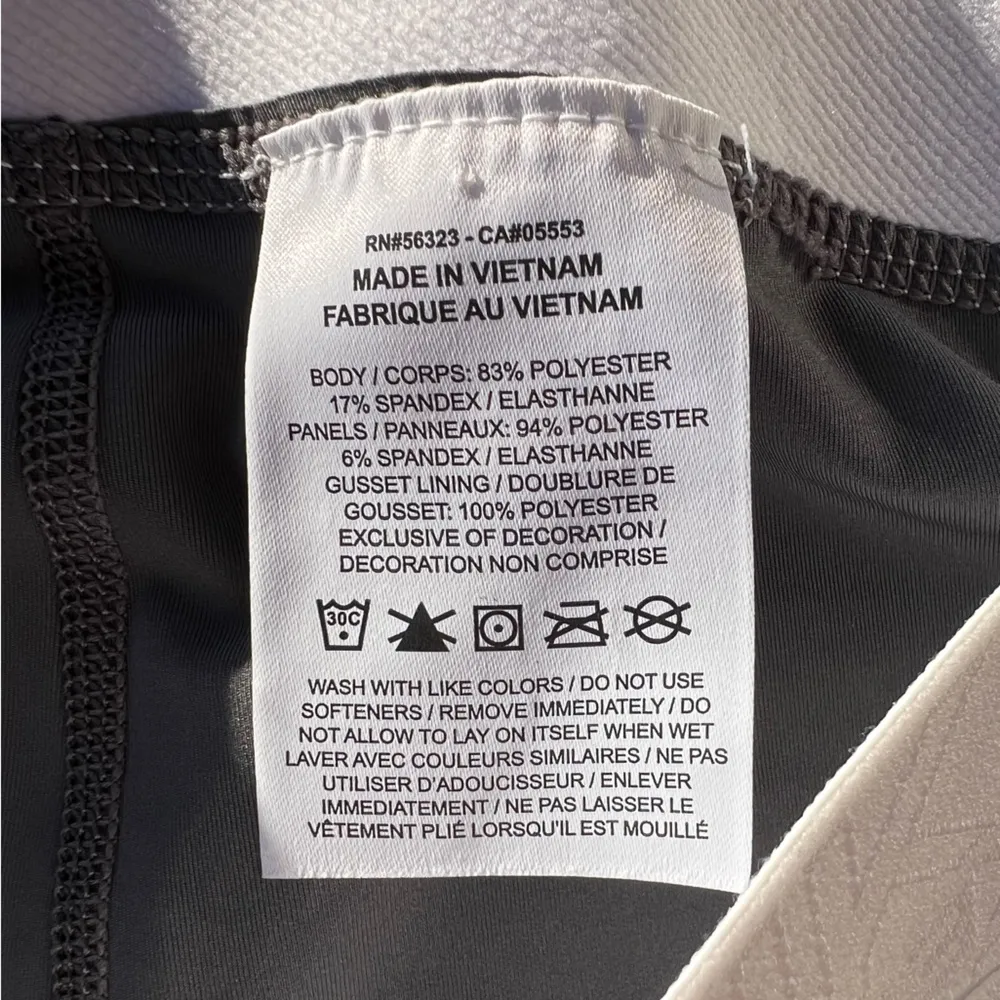 RN#56323 - CA#05553
MADE IN VIETNAM
FABRIQUE AU VIETNAM
BODY / CORPS: 83% POLYESTER
17% SPANDEX / ELASTHANNE
PANELS / PANNEAUX: 94% POLYESTER
6% SPANDEX / ELASTHANNE
GUSSET LINING / DOUBLURE DE
GOUSSET: 100% POLYESTER
EXCLUSIVE OF DECORATION /
DECORATION NON COMPRISE
30C
WASH WITH LIKE COLORS / DO NOT USE
SOFTENERS / REMOVE IMMEDIATELY / DO
NOT ALLOW TO LAY ON ITSELF WHEN WET
LAVER AVEC COULEURS SIMILAIRES / NE PAS
UTILISER D'ADOUCISSEUR / ENLEVER
IMMEDIATEMENT / NE PAS LAISSER LE
VÊTEMENT PLIÉ LORSQU'IL EST MOUILLÉ